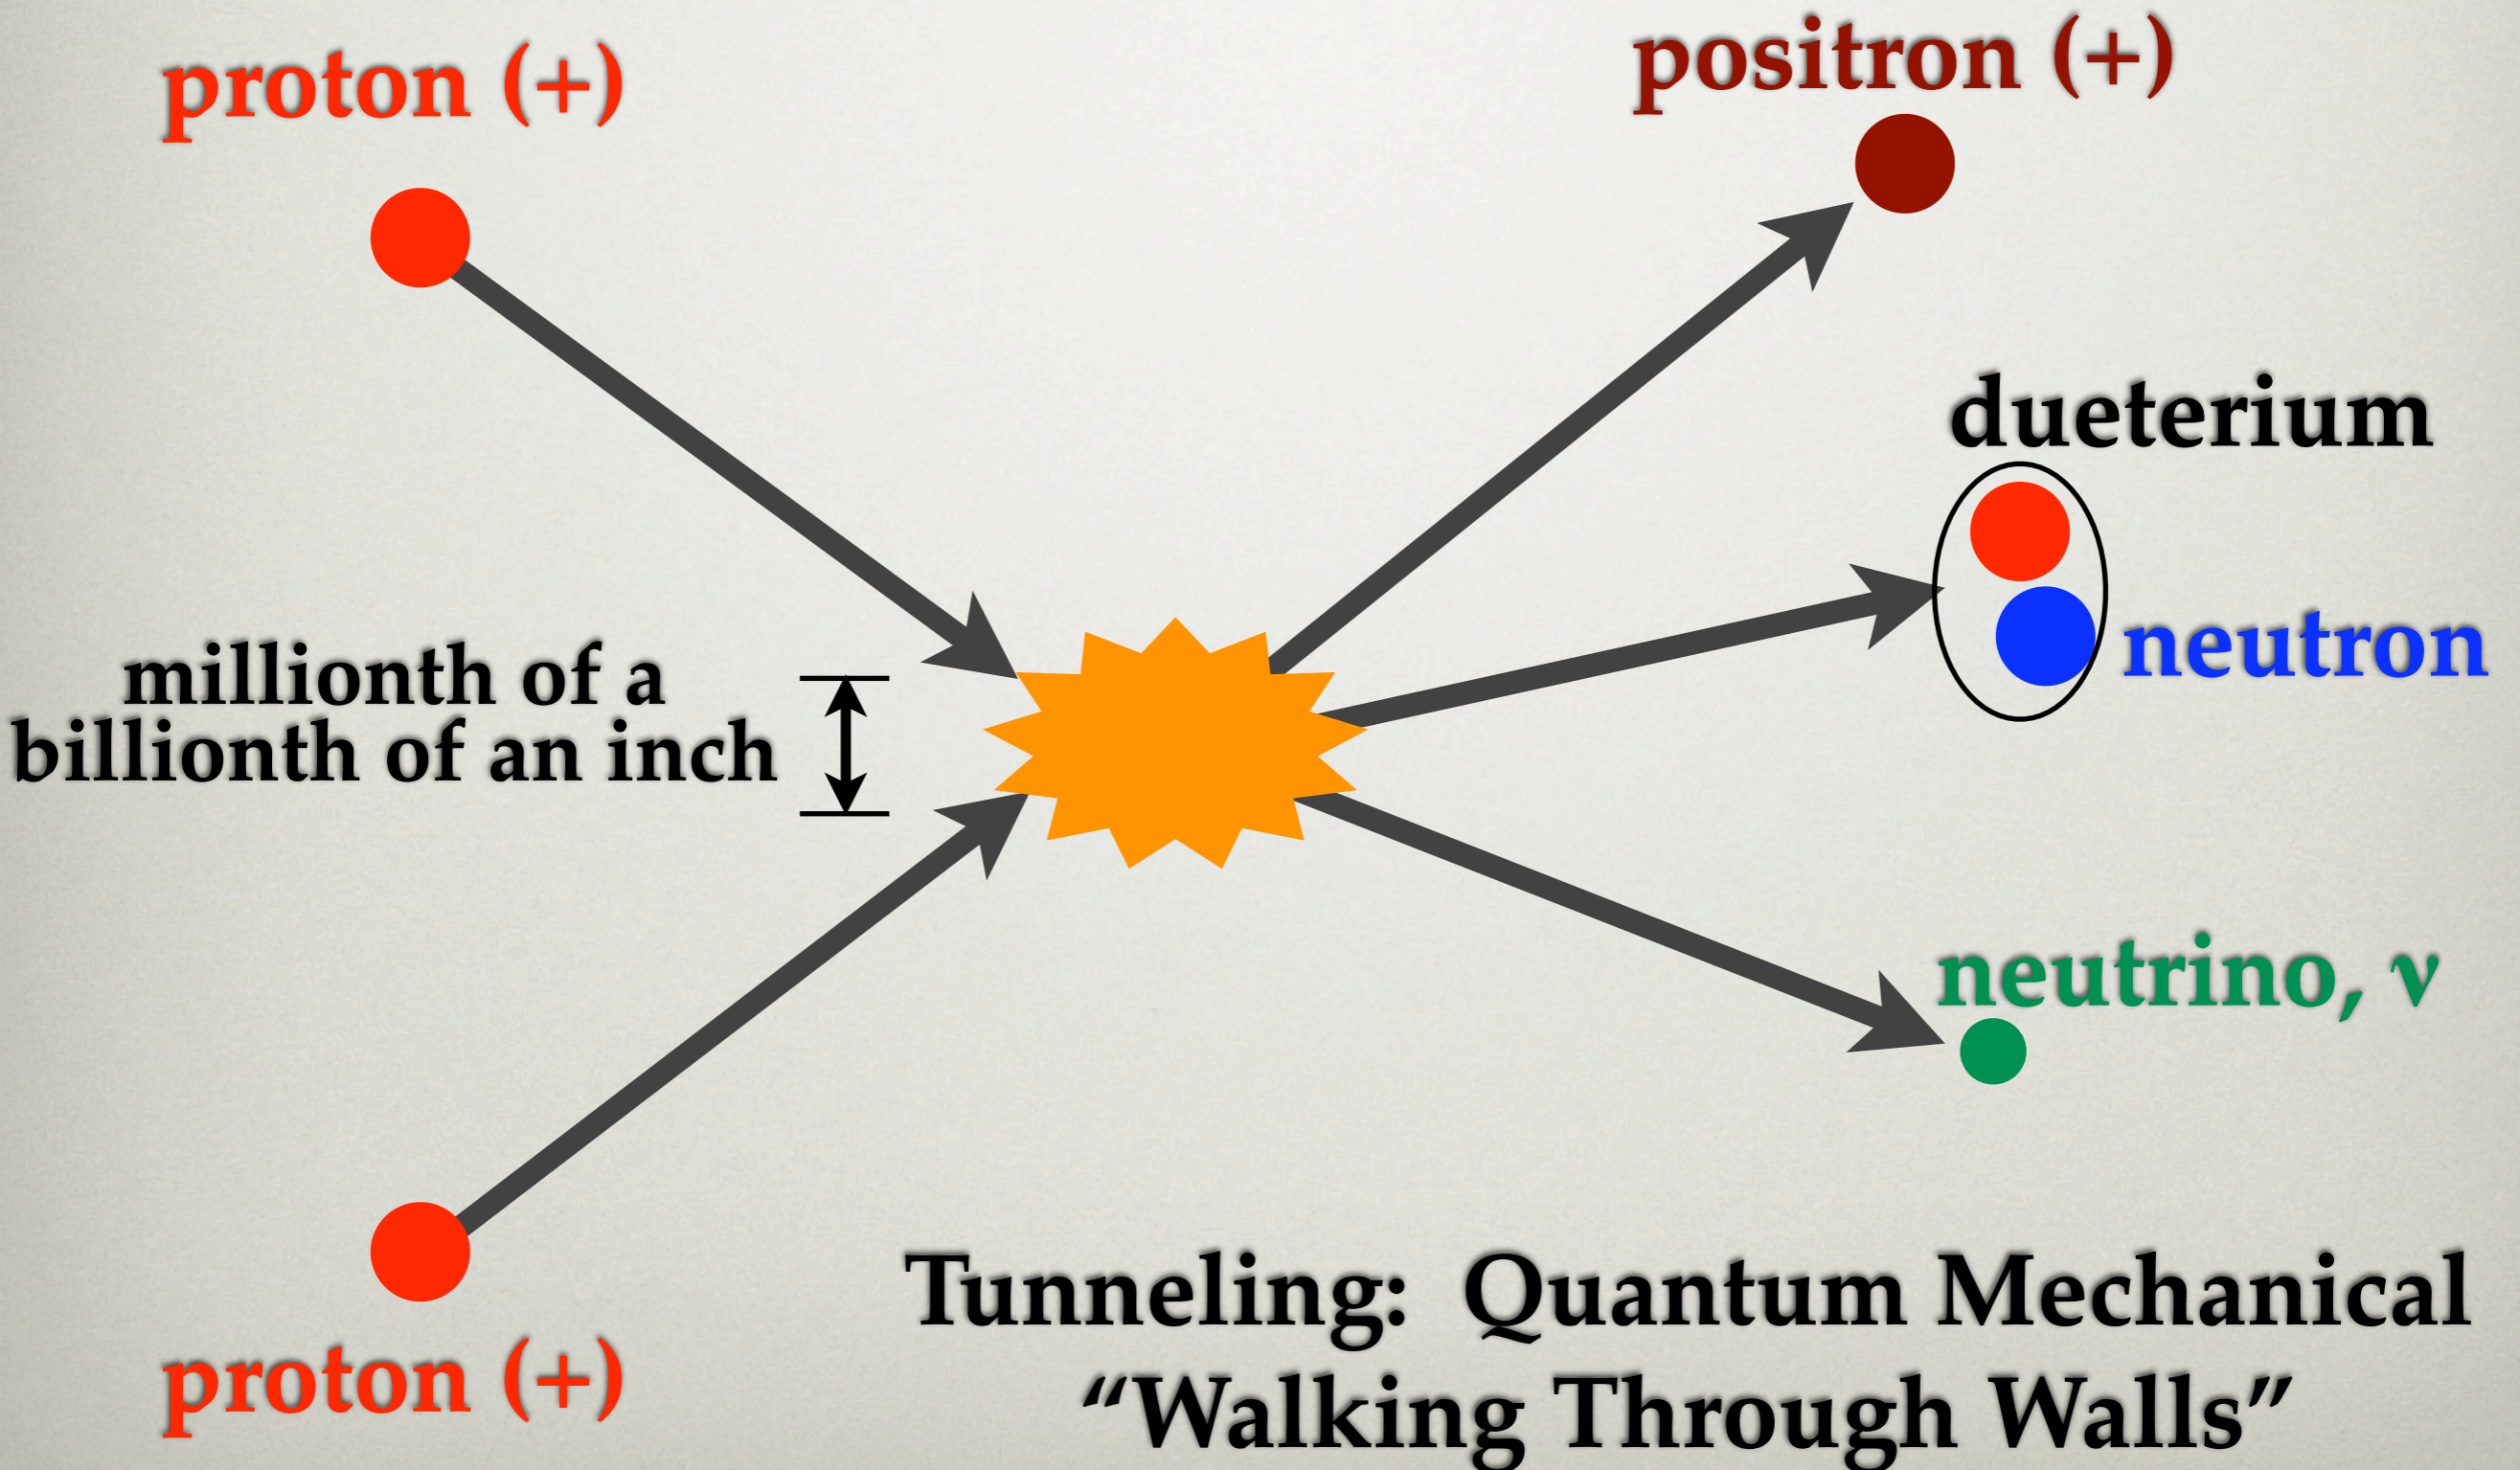 proton (+)
positron (+)
dueterium
millionth of a
billionth of an inch
neutron
neutrino, ν
proton (+)
Tunneling: Quantum Mechanical
“Walking Through Walls”